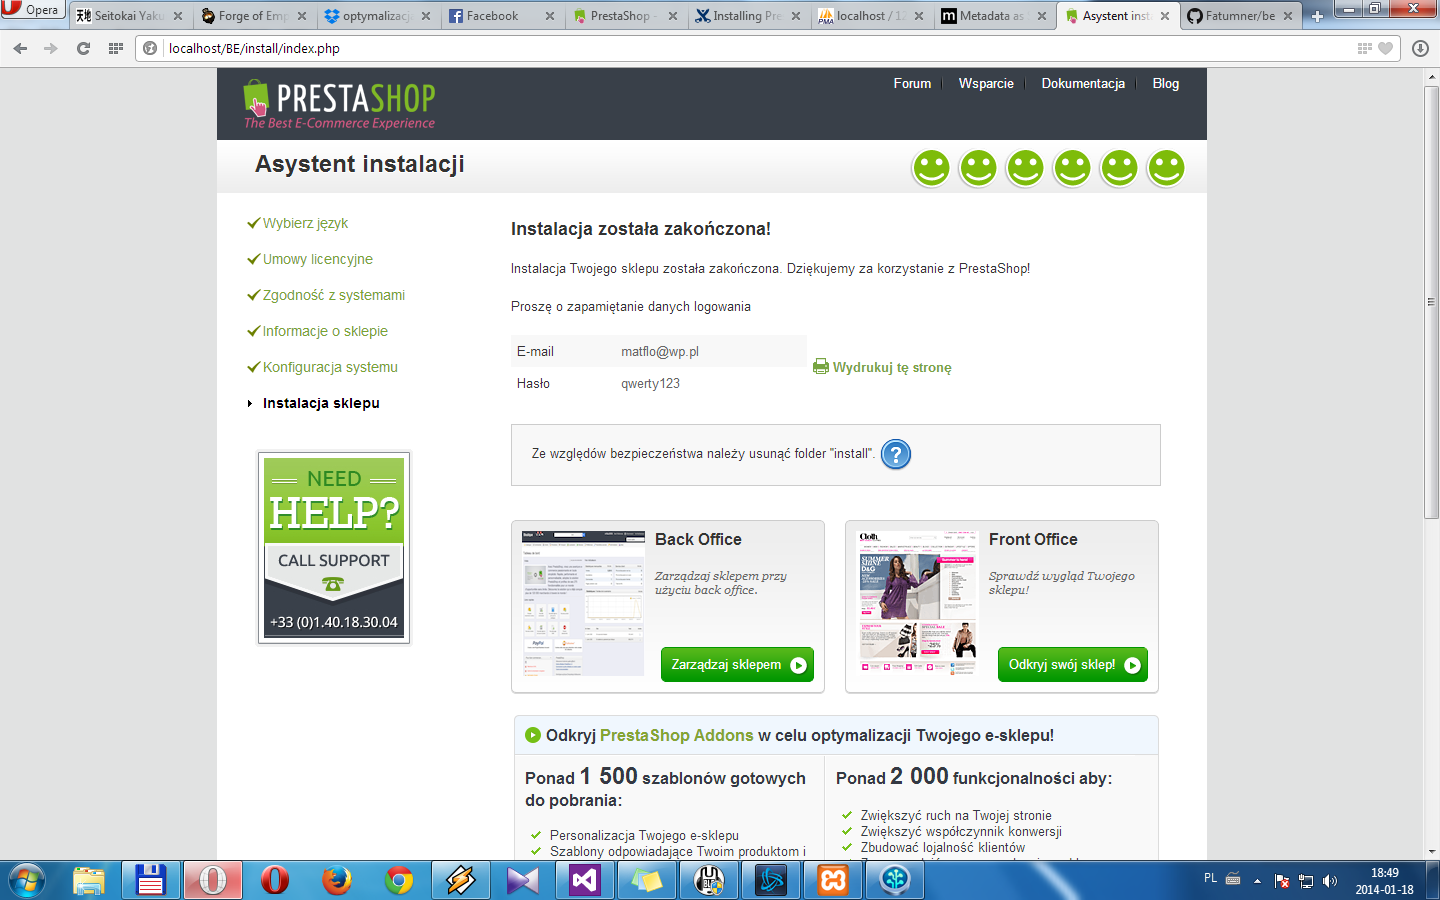 Opera
Seitokai Yaku
Forge of Emp
optymalizacj
Facebook
PrestaShop -
Installing Pre
localhost / 12
Metadata as
Asystent inst
Fatumner/be
localhost/BE/install/index.php
PRESTASHOP
The Best E-Commerce Experience
Forum
Wsparcie
Dokumentacja
Blog
Asystent instalacji
Wybierz język
Umowy licencyjne
Zgodność z systemami
Informacje o sklepie
Konfiguracja systemu
Instalacja sklepu
NEED
HELP?
CALL SUPPORT
+33 (0)1.40.18.30.04
Instalacja została zakończona!
Instalacja Twojego sklepu została zakończona. Dziękujemy za korzystanie z PrestaShop!
Proszę o zapamiętanie danych logowania
E-mail matflo@wp.pl
Hasło qwerty123
Wydrukuj tę stronę
Ze względów bezpieczeństwa należy usunąć folder "install". ?
Back Office
Zarządzaj sklepem przy
użyciu back office.
Zarządzaj sklepem
Front Office
Sprawdź wygląd Twojego
sklepu!
Odkryj swój sklep!
Odkryj PrestaShop Addons w celu optymalizacji Twojego e-sklepu!
Ponad 1 500 szablonów gotowych
do pobrania:
Personalizacja Twojego e-sklepu
Szablony odpowiadające Twoim produktom i
Ponad 2 000 funkcjonalności aby:
Zwiększyć ruch na Twojej stronie
Zwiększyć współczynnik konwersji
Zbudować lojalność klientów
PL
18:49
2014-01-18